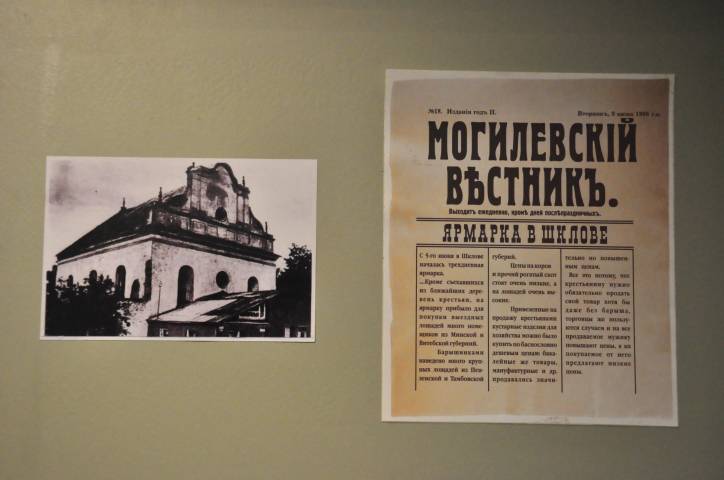 №18. Изданія годъ II.
Вторникъ, 9 июня 1908 г.о.
МОГИЛЕВСКІЙ
ВѢСТНИКЪ.
Выходитъ ежедневно, кромѣ дней послѣпраздничныхъ.
ЯРМАРКА В ШКЛОВЕ
С 5-го июня в Шклове
началась трехдневная
ярмарка.
...Кроме съехавшихся
из ближайших дере-
вень крестьян, на
ярмарку прибыло для
покупки выездных
лошадей много поме-
щиков из Минской и
Витебской губерний.
Барышниками
наведено много круп-
ных лошадей из Пен-
зенской и Тамбовской
губерний.
Цены на коров
и прочий рогатый скот
стоят очень низкие, а
на лошадей очень вы-
сокие.
Привезенные на
продажу крестьянами
кустарные изделия для
хозяйства можно было
купить по баснословно
дешевым ценам; бака-
лейные же товары,
мануфактурные и др.
продавались значи-
тельно по повышен-
ным ценам.
Все это потому, что
крестьянину нужно
обязательно продать
свой товар хотя бы
даже без барыша,
торговцы же пользу-
ются случаем и на все
продаваемое мужику
повышают цены, а на
покупаемое от него
предлагают низкие
цены.